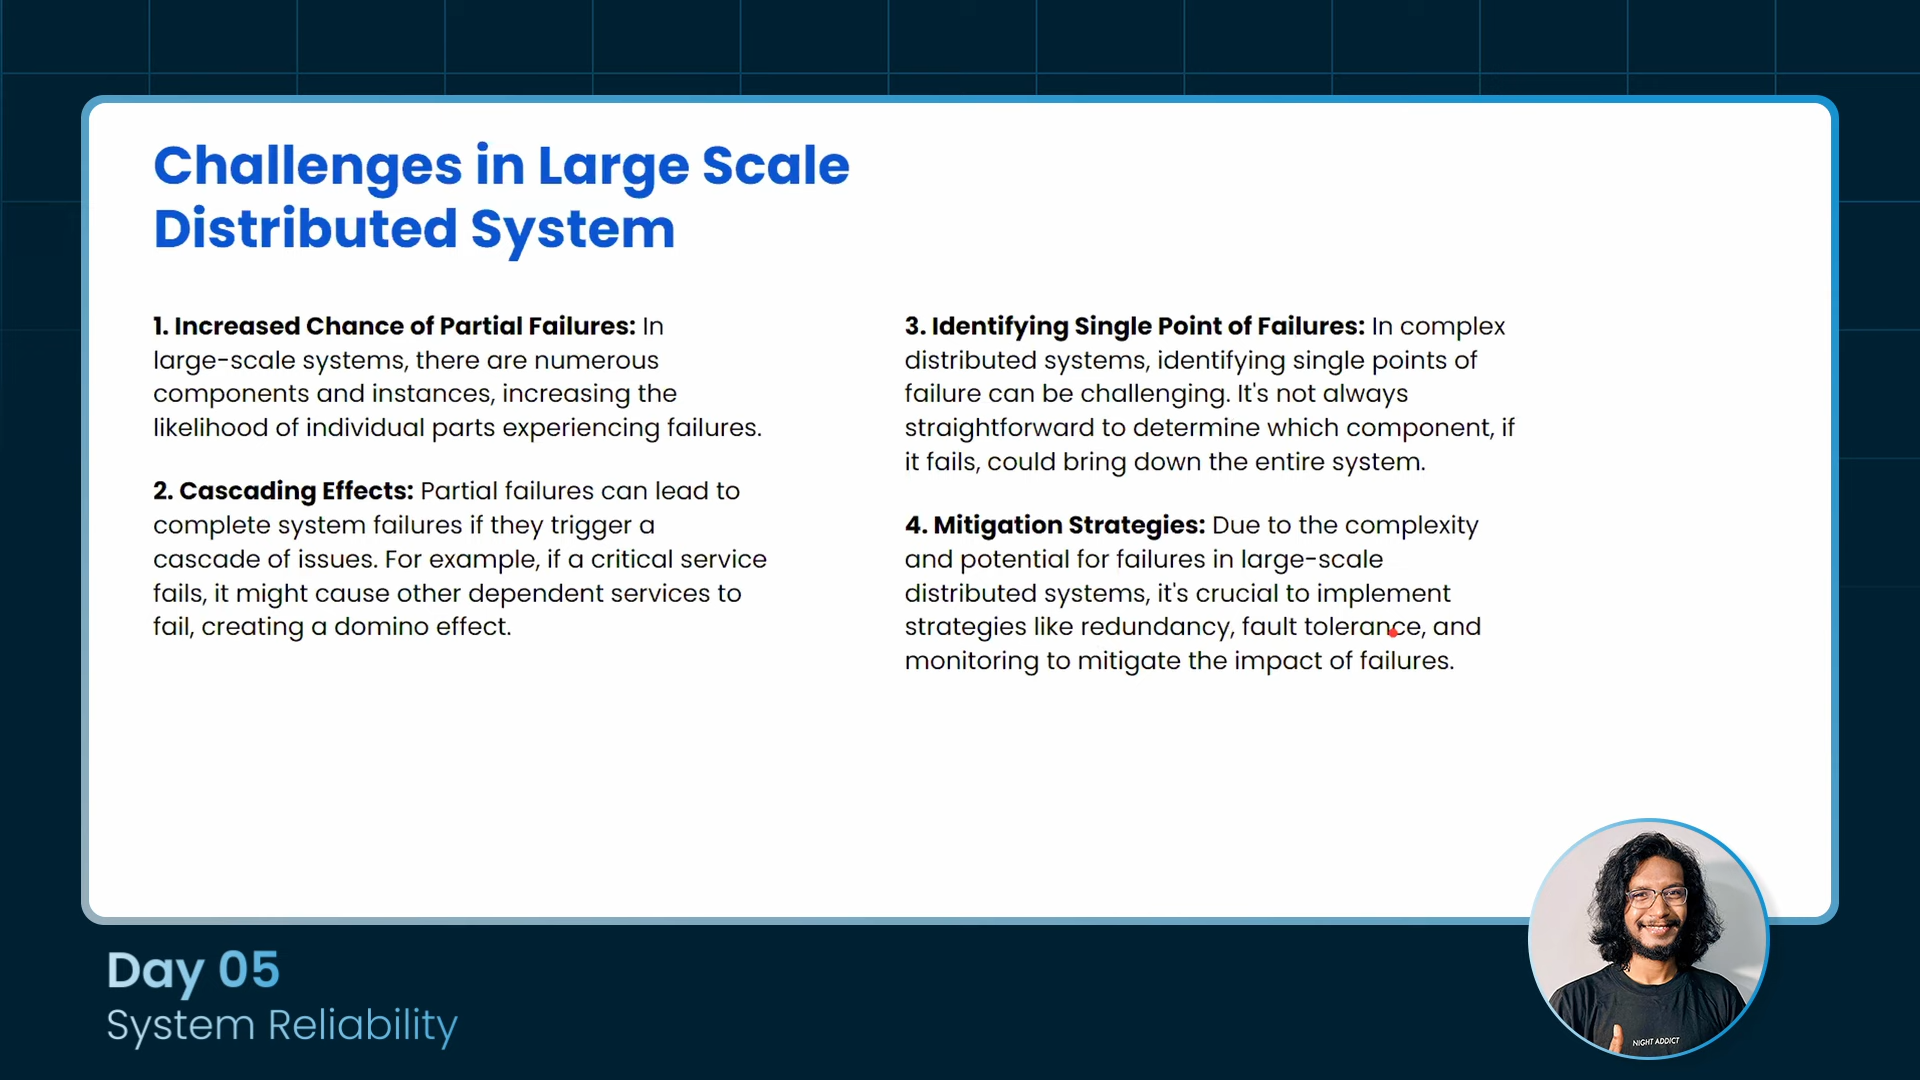 Challenges in Large Scale
Distributed System
1. Increased Chance of Partial Failures: In
large-scale systems, there are numerous
components and instances, increasing the
likelihood of individual parts experiencing failures.
2. Cascading Effects: Partial failures can lead to
complete system failures if they trigger a
cascade of issues. For example, if a critical service
fails, it might cause other dependent services to
fail, creating a domino effect.
3. Identifying Single Point of Failures: In complex
distributed systems, identifying single points of
failure can be challenging. It's not always
straightforward to determine which component, if
it fails, could bring down the entire system.
4. Mitigation Strategies: Due to the complexity
and potential for failures in large-scale
distributed systems, it's crucial to implement
strategies like redundancy, fault tolerance, and
monitoring to mitigate the impact of failures.
Day 05
System Reliability
NIGHT ADDICT